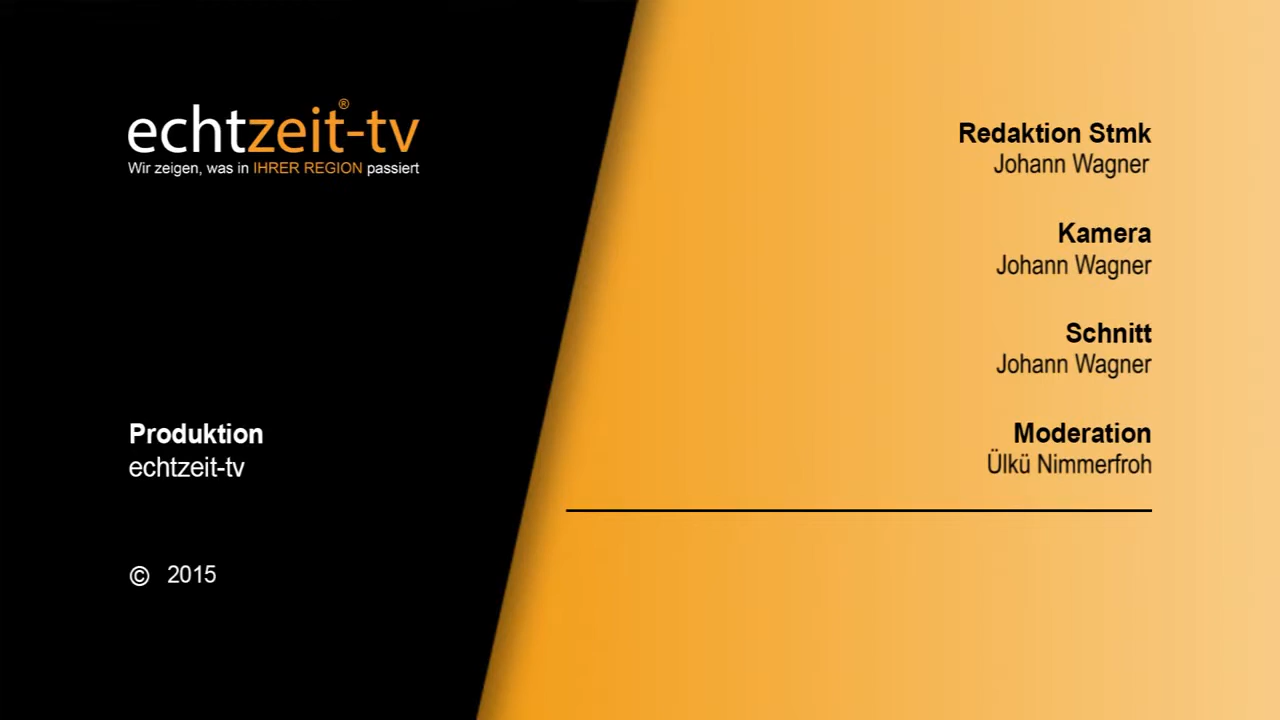 echtzeit-tv®
Wir zeigen, was in IHRER REGION passiert
Produktion
echtzeit-tv
© 2015
Redaktion Stmk
Johann Wagner
Kamera
Johann Wagner
Schnitt
Johann Wagner
Moderation
Ülkü Nimmerfroh